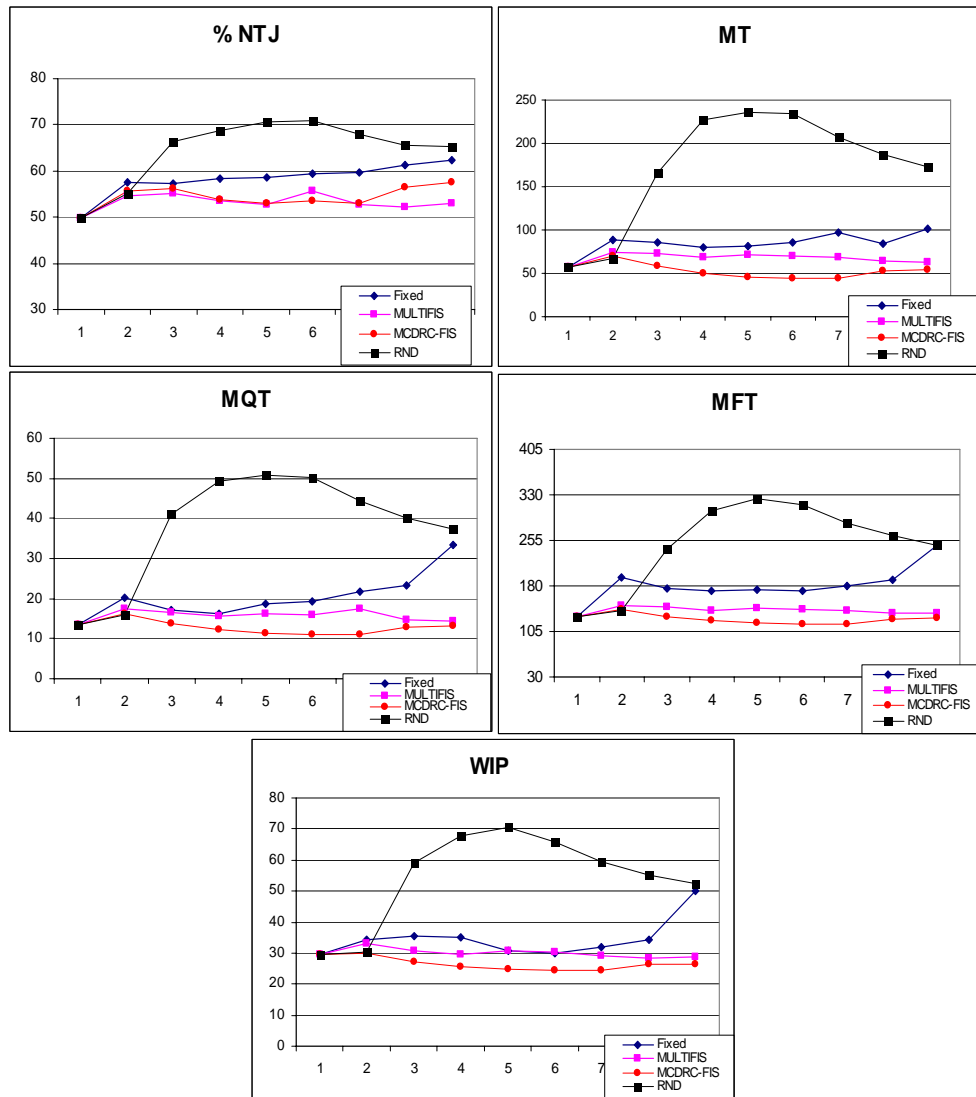 % NTJ
80
70
60
50
40
30
1 2 3 4 5 6
Fixed
MULTIFIS
MCDRC-FIS
RND
MT
250
200
150
100
50
0
1 2 3 4 5 6 7
Fixed
MULTIFIS
MCDRC-FIS
RND
MQT
60
50
40
30
20
10
0
1 2 3 4 5 6
Fixed
MULTIFIS
MCDRC-FIS
RND
MFT
405
330
255
180
105
30
1 2 3 4 5 6 7
Fixed
MULTIFIS
MCDRC-FIS
RND
WIP
80
70
60
50
40
30
20
10
0
1 2 3 4 5 6 7
Fixed
MULTIFIS
MCDRC-FIS
RND